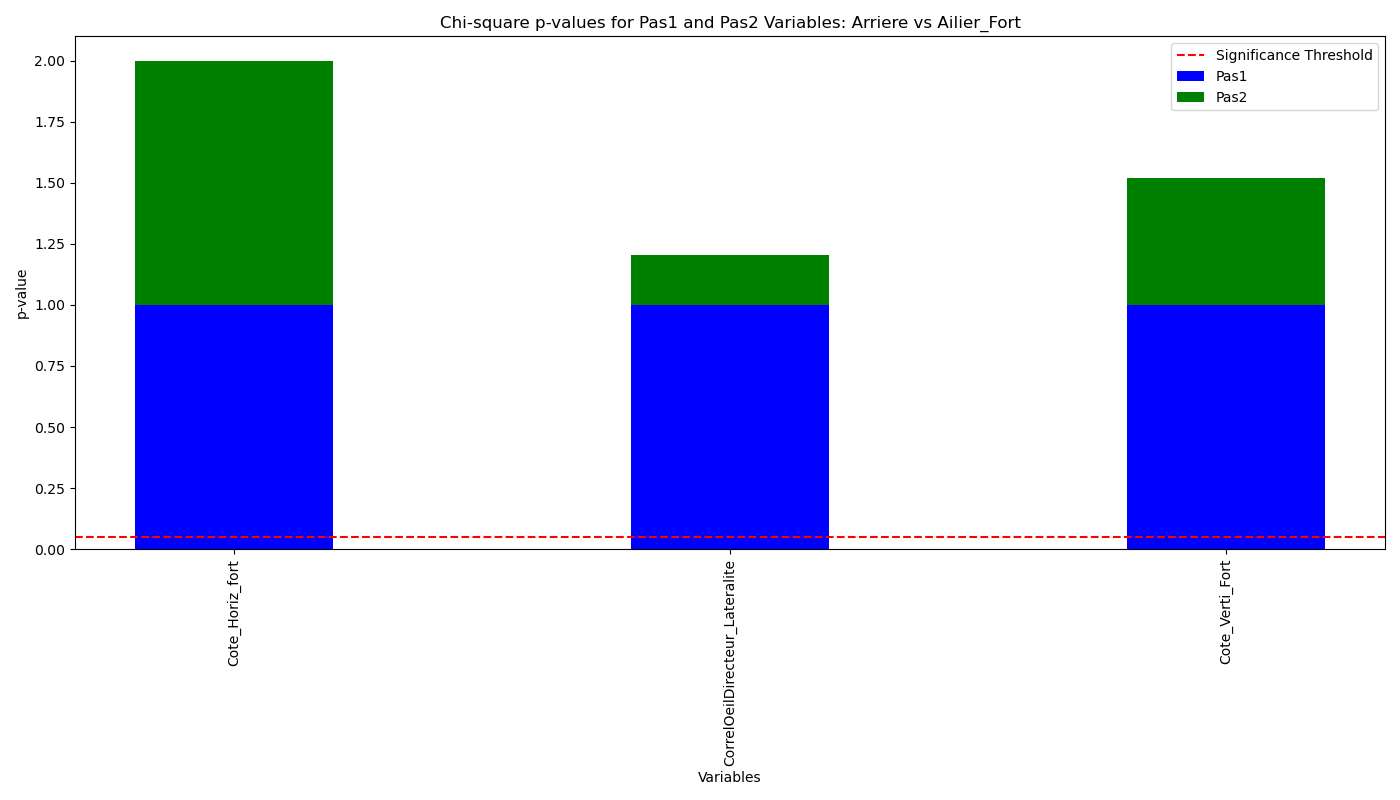 Chi-square p-values for Pas1 and Pas2 Variables: Arriere vs Ailier_Fort
Significance Threshold
Pas1
Pas2
p-value
2.00
1.75
1.50
1.25
1.00
0.75
0.50
0.25
0.00
Cote_Horiz_fort
CorrelOeilDirecteur_Lateralite
Cote_Verti_Fort
Variables